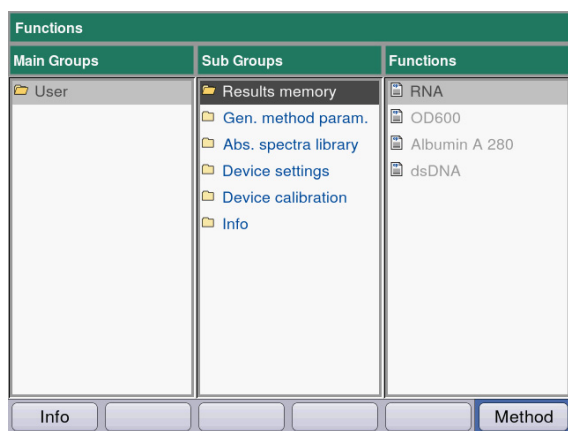 Functions
Main Groups
Sub Groups
Functions
User
Results memory
Gen. method param.
Abs. spectra library
Device settings
Device calibration
Info
RNA
OD600
Albumin A 280
dsDNA
Info
Method